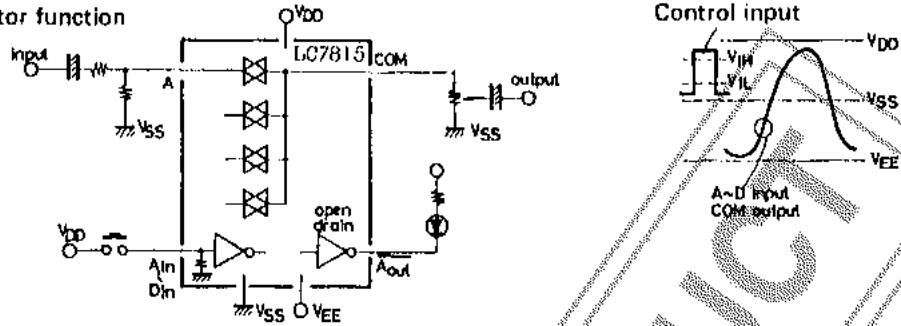 tor function
VDD
LC7815
COM
input
A
output
VSS
VSS
open
drain
VDD
Ain
Din
Aout
VSS
VEE
Control input
VDD
VIH
VIL
VSS
VEE
A~D input
COM output